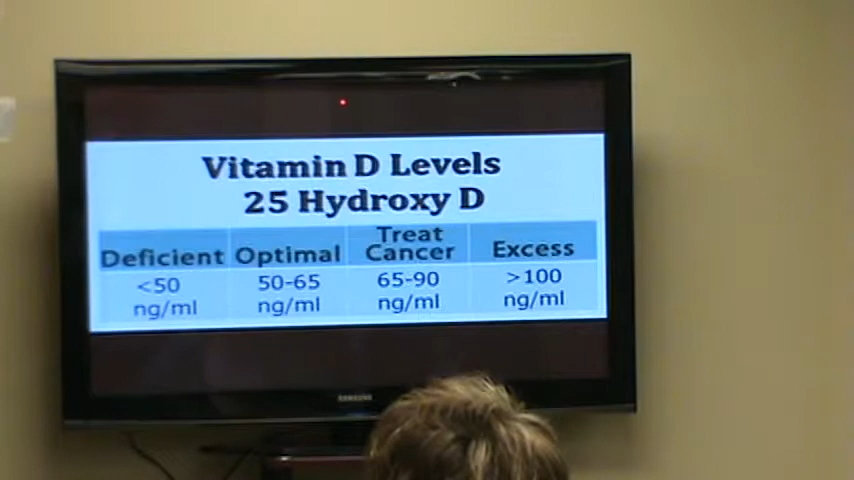 Vitamin D Levels
25 Hydroxy D
Deficient Optimal Treat Cancer Excess
<50 ng/ml 50-65 ng/ml 65-90 ng/ml >100 ng/ml
SAMSUNG